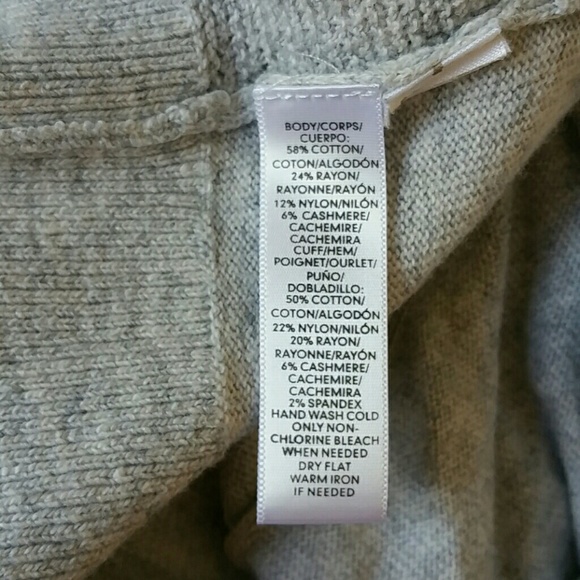 BODY/CORPS/
CUERPO:
58% COTTON/
COTON/ALGODÓN
24% RAYON/
RAYONNE/RAYÓN
12% NYLON/NILÓN
6% CASHMERE/
CACHEMIRE/
CACHEMIRA
CUFF/HEM/
POIGNET/OURLET/
PUÑO/
DOBLADILLO:
50% COTTON/
COTON/ALGODÓN
22% NYLON/NILÓN
20% RAYON/
RAYONNE/RAYÓN
6% CASHMERE/
CACHEMIRE/
CACHEMIRA
2% SPANDEX
HAND WASH COLD
ONLY NON-
CHLORINE BLEACH
WHEN NEEDED
DRY FLAT
WARM IRON
IF NEEDED